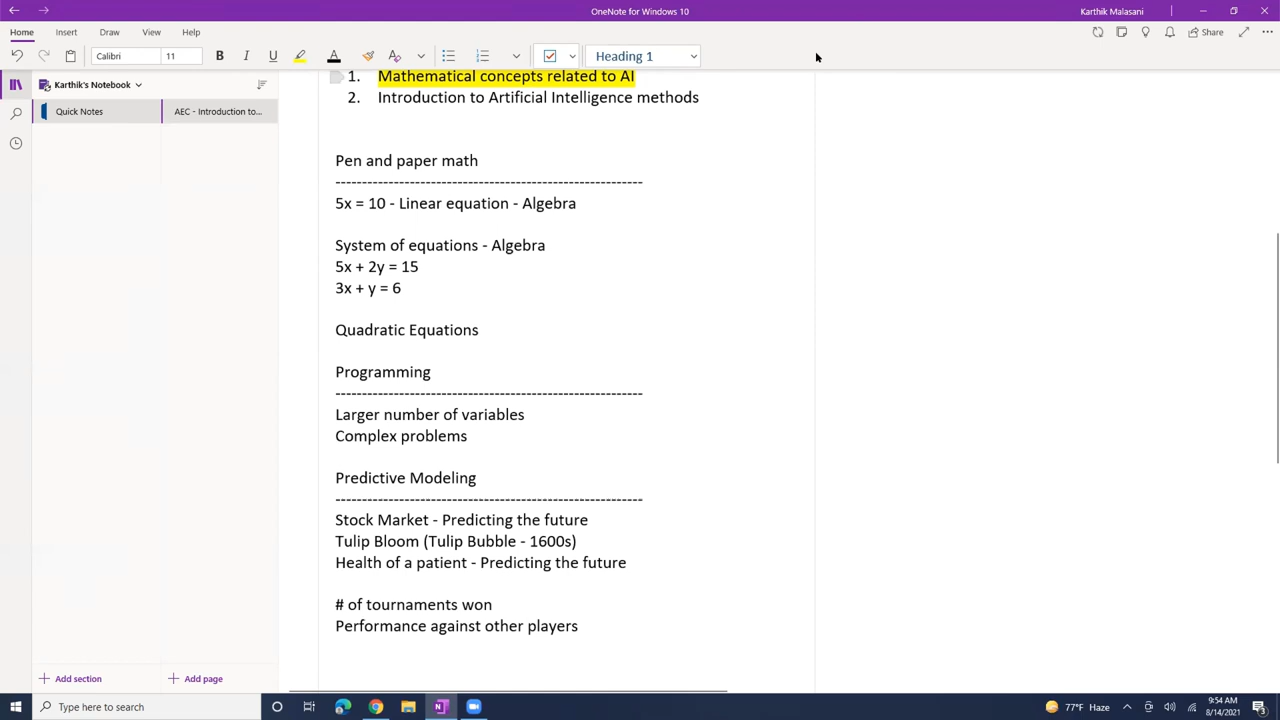 OneNote for Windows 10
Karthik Malasani
Home Insert Draw View Help
Share
Calibri 11 B I U A Heading 1
Karthik's Notebook
Quick Notes
AEC - Introduction to...
1. Mathematical concepts related to AI
2. Introduction to Artificial Intelligence methods
Pen and paper math
----------------------------------------------------------
5x = 10 - Linear equation - Algebra
System of equations - Algebra
5x + 2y = 15
3x + y = 6
Quadratic Equations
Programming
----------------------------------------------------------
Larger number of variables
Complex problems
Predictive Modeling
----------------------------------------------------------
Stock Market - Predicting the future
Tulip Bloom (Tulip Bubble - 1600s)
Health of a patient - Predicting the future
# of tournaments won
Performance against other players
+ Add section
+ Add page
Type here to search
77°F Haze
9:54 AM
8/14/2021
3